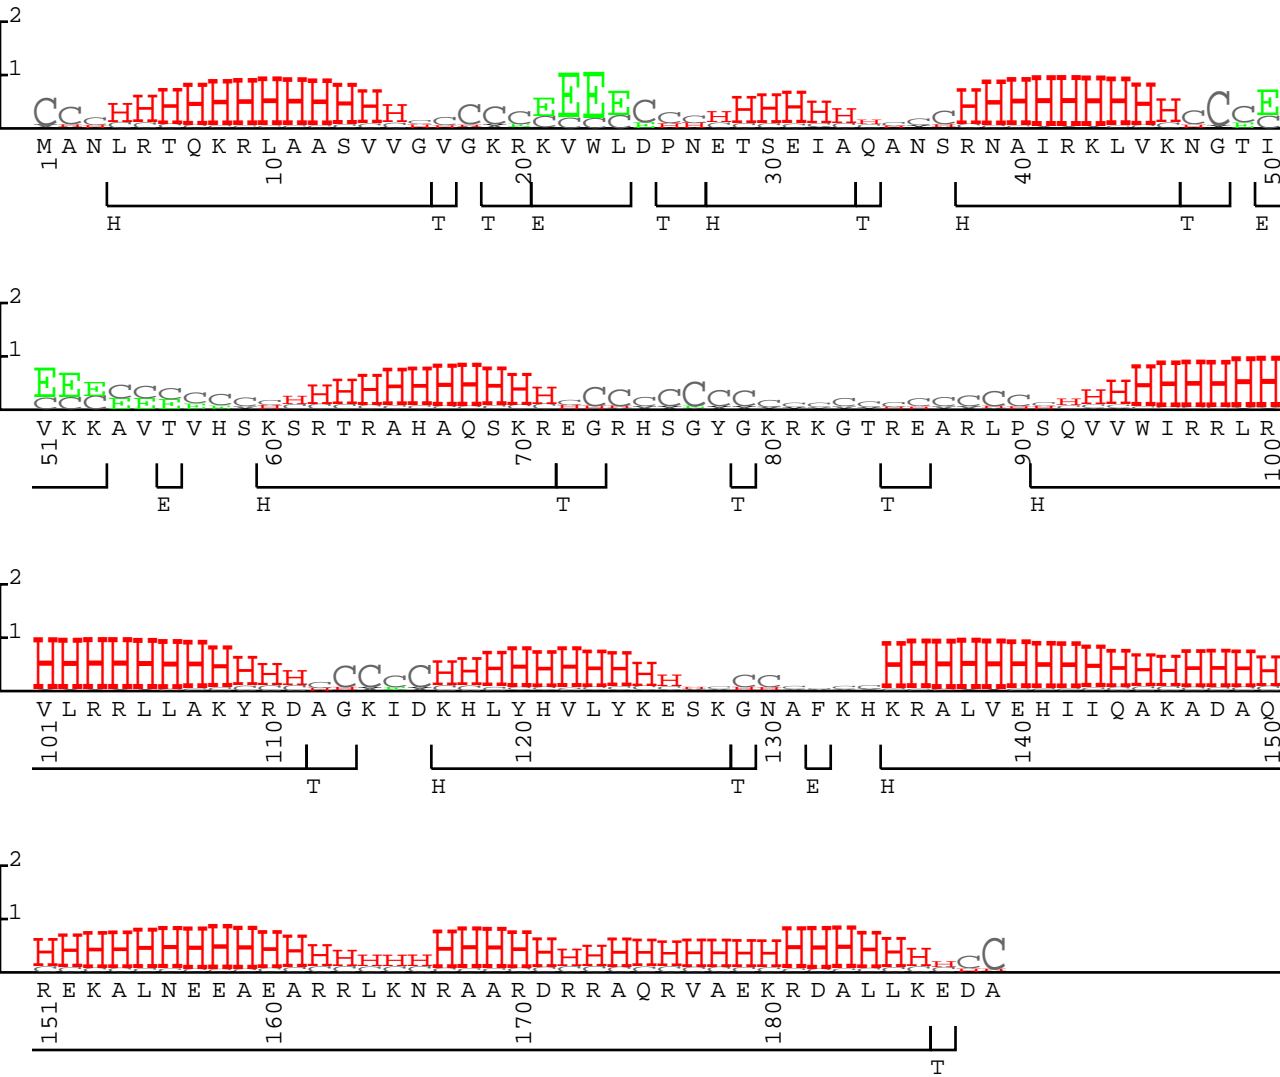 2
1
C C C H H H H H H H H H H H H C C C C C E E E E C C C H H H H H H H C C C H H H H H H H H H C C C E
M A N L R T Q K R L A A S V V G V G K R K V W L D P N E T S E I A Q A N S R N A I R K L V K N G T I
1 10 20 30 40 50
H T T E T H T H T E
2
1
E E E C C C C C C C H H H H H H H H H H H C C C C C C C C C C C C C C C C C C C C H H H H H H H H H
V K K A V T V H S K S R T R A H A Q S K R E G R H S G Y G K R K G T R E A R L P S Q V V W I R R L R
51 60 70 80 90 100
E H T T T H
2
1
H H H H H H H H H H H C C C C C H H H H H H H H H H C C H H H H H H H H H H H H H H H H
V L R R L L A K Y R D A G K I D K H L Y H V L Y K E S K G N A F K H K R A L V E H I I Q A K A D A Q
101 110 120 130 140 150
T H T E H
2
1
H H H H H H H H H H H H H H H H H H H H H H H H H H H H H H H H H H H H H C C
R E K A L N E E A E A R R L K N R A A R D R R A Q R V A E K R D A L L K E D A
151 160 170 180
T